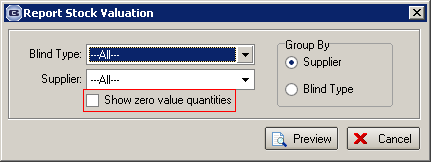 Report Stock Valuation
Blind Type: ---All---
Supplier: ---All---
Show zero value quantities
Group By
Supplier
Blind Type
Preview
Cancel